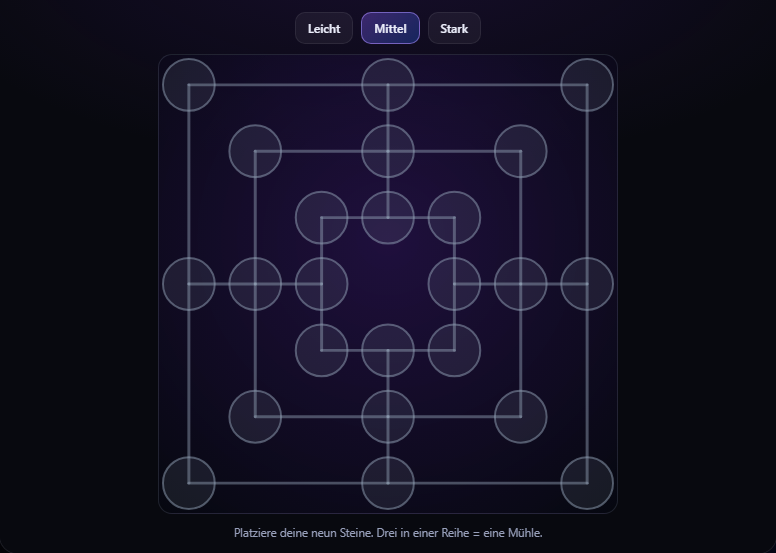 Leicht Mittel Stark
Platziere deine neun Steine. Drei in einer Reihe = eine Mühle.